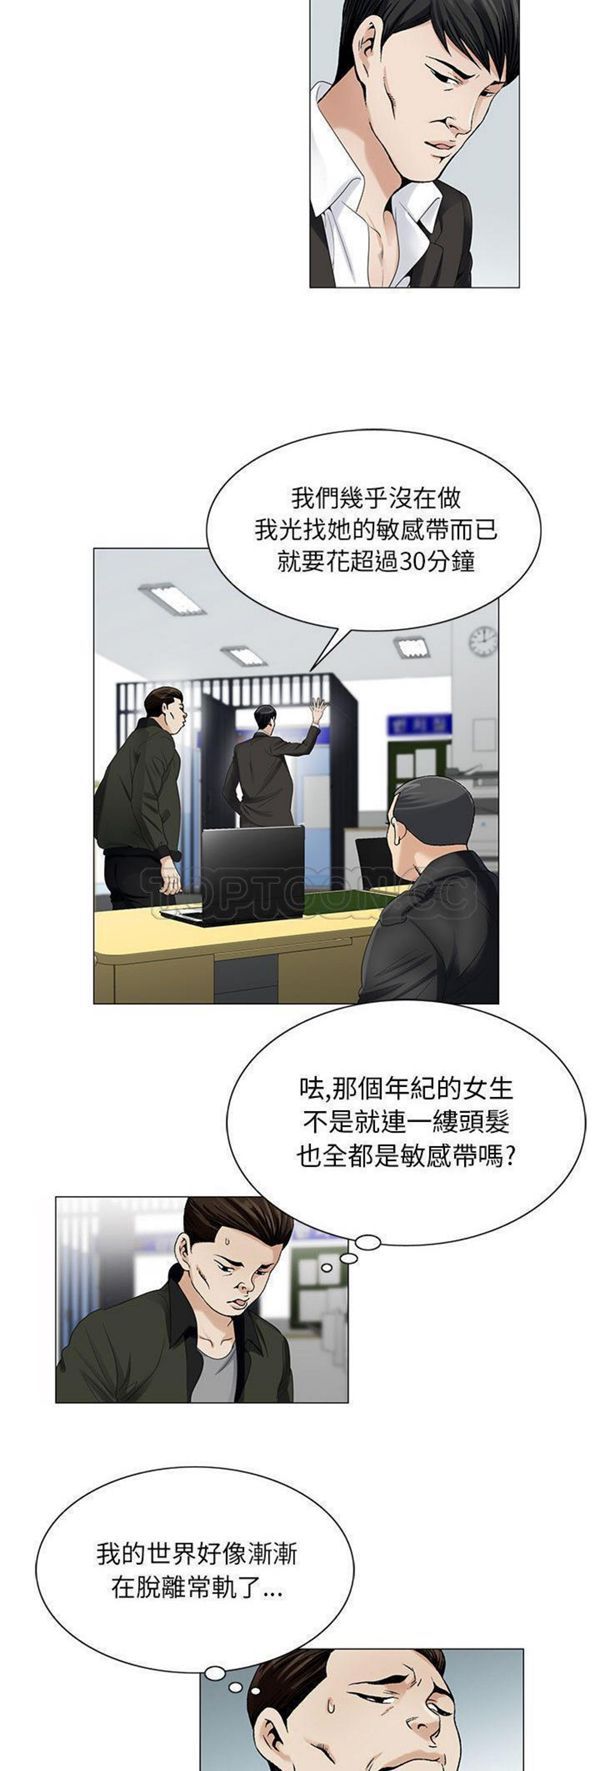 我們幾乎沒在做
我光找她的敏感帶而已
就要花超過30分鐘
TOPTOON.CC
呿,那個年紀的女生
不是就連一縷頭髮
也全都是敏感帶嗎?
我的世界好像漸漸
在脫離常軌了...